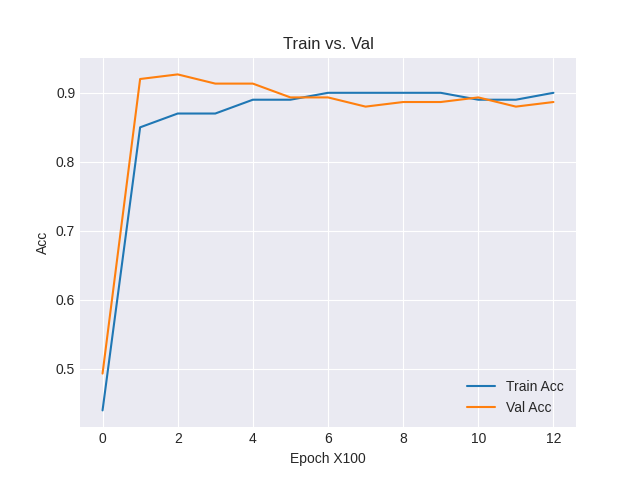 Train vs. Val
0.9
0.8
0.7
0.6
0.5
Acc
Train Acc
Val Acc
0 2 4 6 8 10 12
Epoch X100